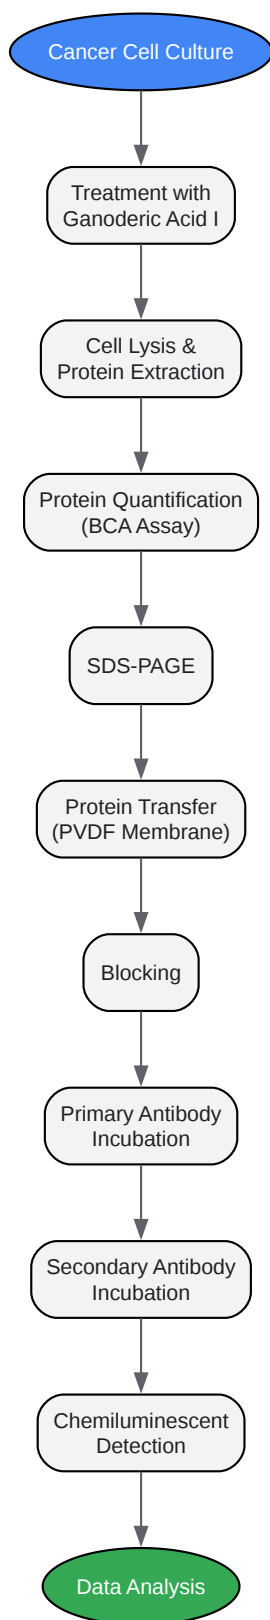 Cancer Cell Culture
Treatment with
Ganoderic Acid I
Cell Lysis &
Protein Extraction
Protein Quantification
(BCA Assay)
SDS-PAGE
Protein Transfer
(PVDF Membrane)
Blocking
Primary Antibody
Incubation
Secondary Antibody
Incubation
Chemiluminescent
Detection
Data Analysis